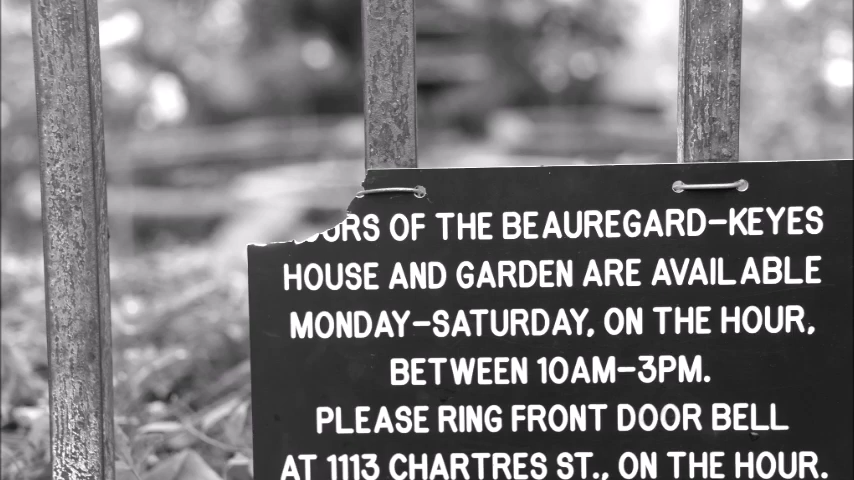 OF THE BEAUREGARD-KEYES
HOUSE AND GARDEN ARE AVAILABLE
MONDAY-SATURDAY, ON THE HOUR,
BETWEEN 10AM-3PM.
PLEASE RING FRONT DOOR BELL
AT 1113 CHARTRES ST., ON THE HOUR.